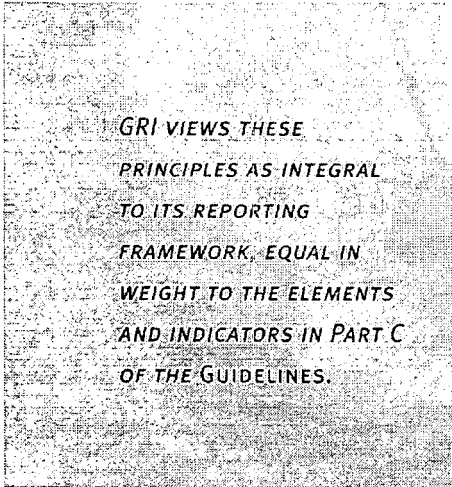 GRI VIEWS THESE
PRINCIPLES AS INTEGRAL
TO ITS REPORTING
FRAMEWORK, EQUAL IN
WEIGHT TO THE ELEMENTS
AND INDICATORS IN PART C
OF THE GUIDELINES.